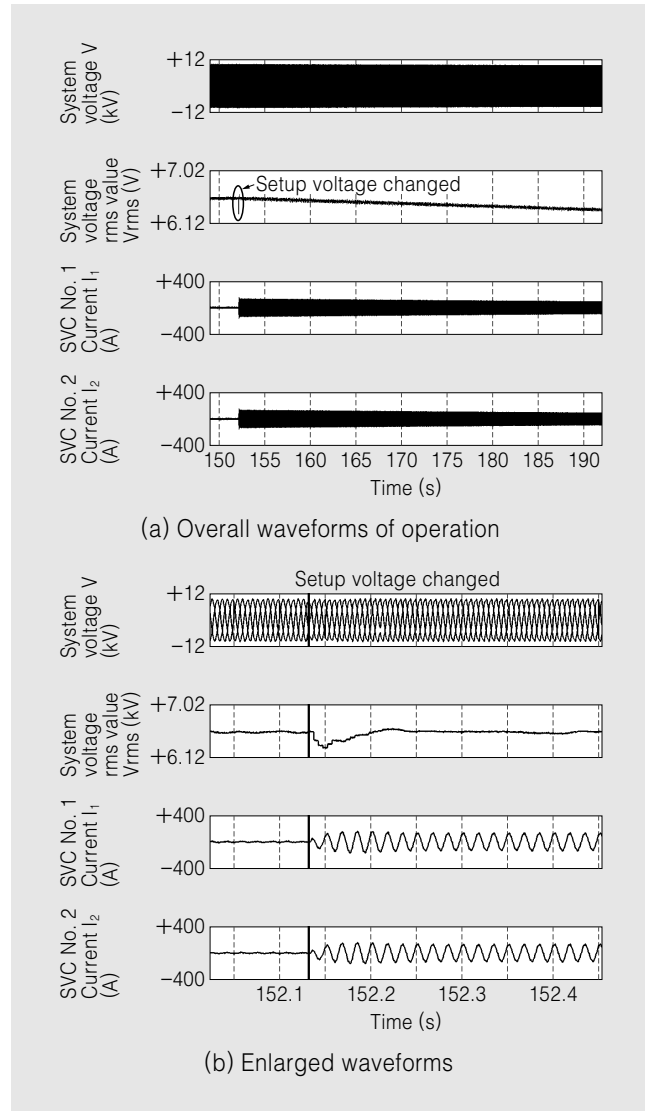 System
voltage V
(kV)
+12
−12
System
voltage
rms value
Vrms (V)
+7.02
+6.12
Setup voltage changed
SVC No. 1
Current I₁
(A)
+400
−400
SVC No. 2
Current I₂
(A)
+400
−400
150 155 160 165 170 175 180 185 190
Time (s)
(a) Overall waveforms of operation
Setup voltage changed
System
voltage V
(kV)
+12
−12
System
voltage
rms value
Vrms (kV)
+7.02
+6.12
SVC No. 1
Current I₁
(A)
+400
−400
SVC No. 2
Current I₂
(A)
+400
−400
152.1 152.2 152.3 152.4
Time (s)
(b) Enlarged waveforms